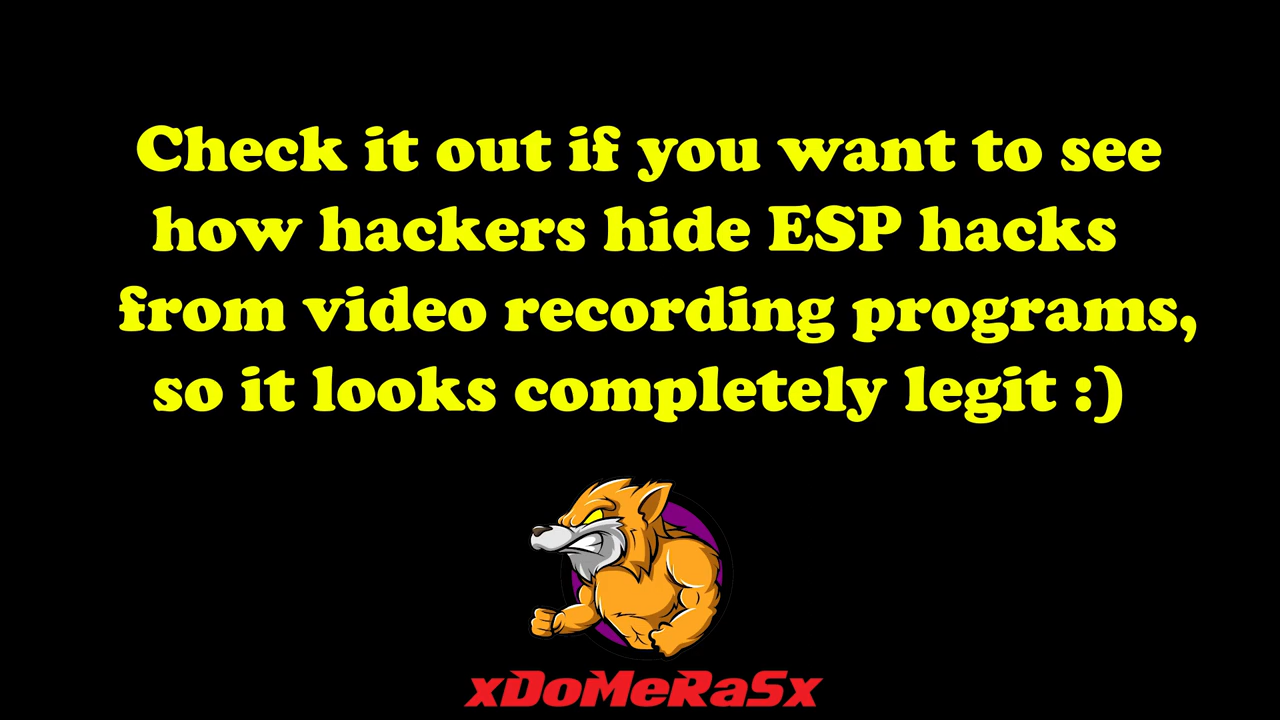 Check it out if you want to see
how hackers hide ESP hacks
from video recording programs,
so it looks completely legit :)
xDoMeRaSx